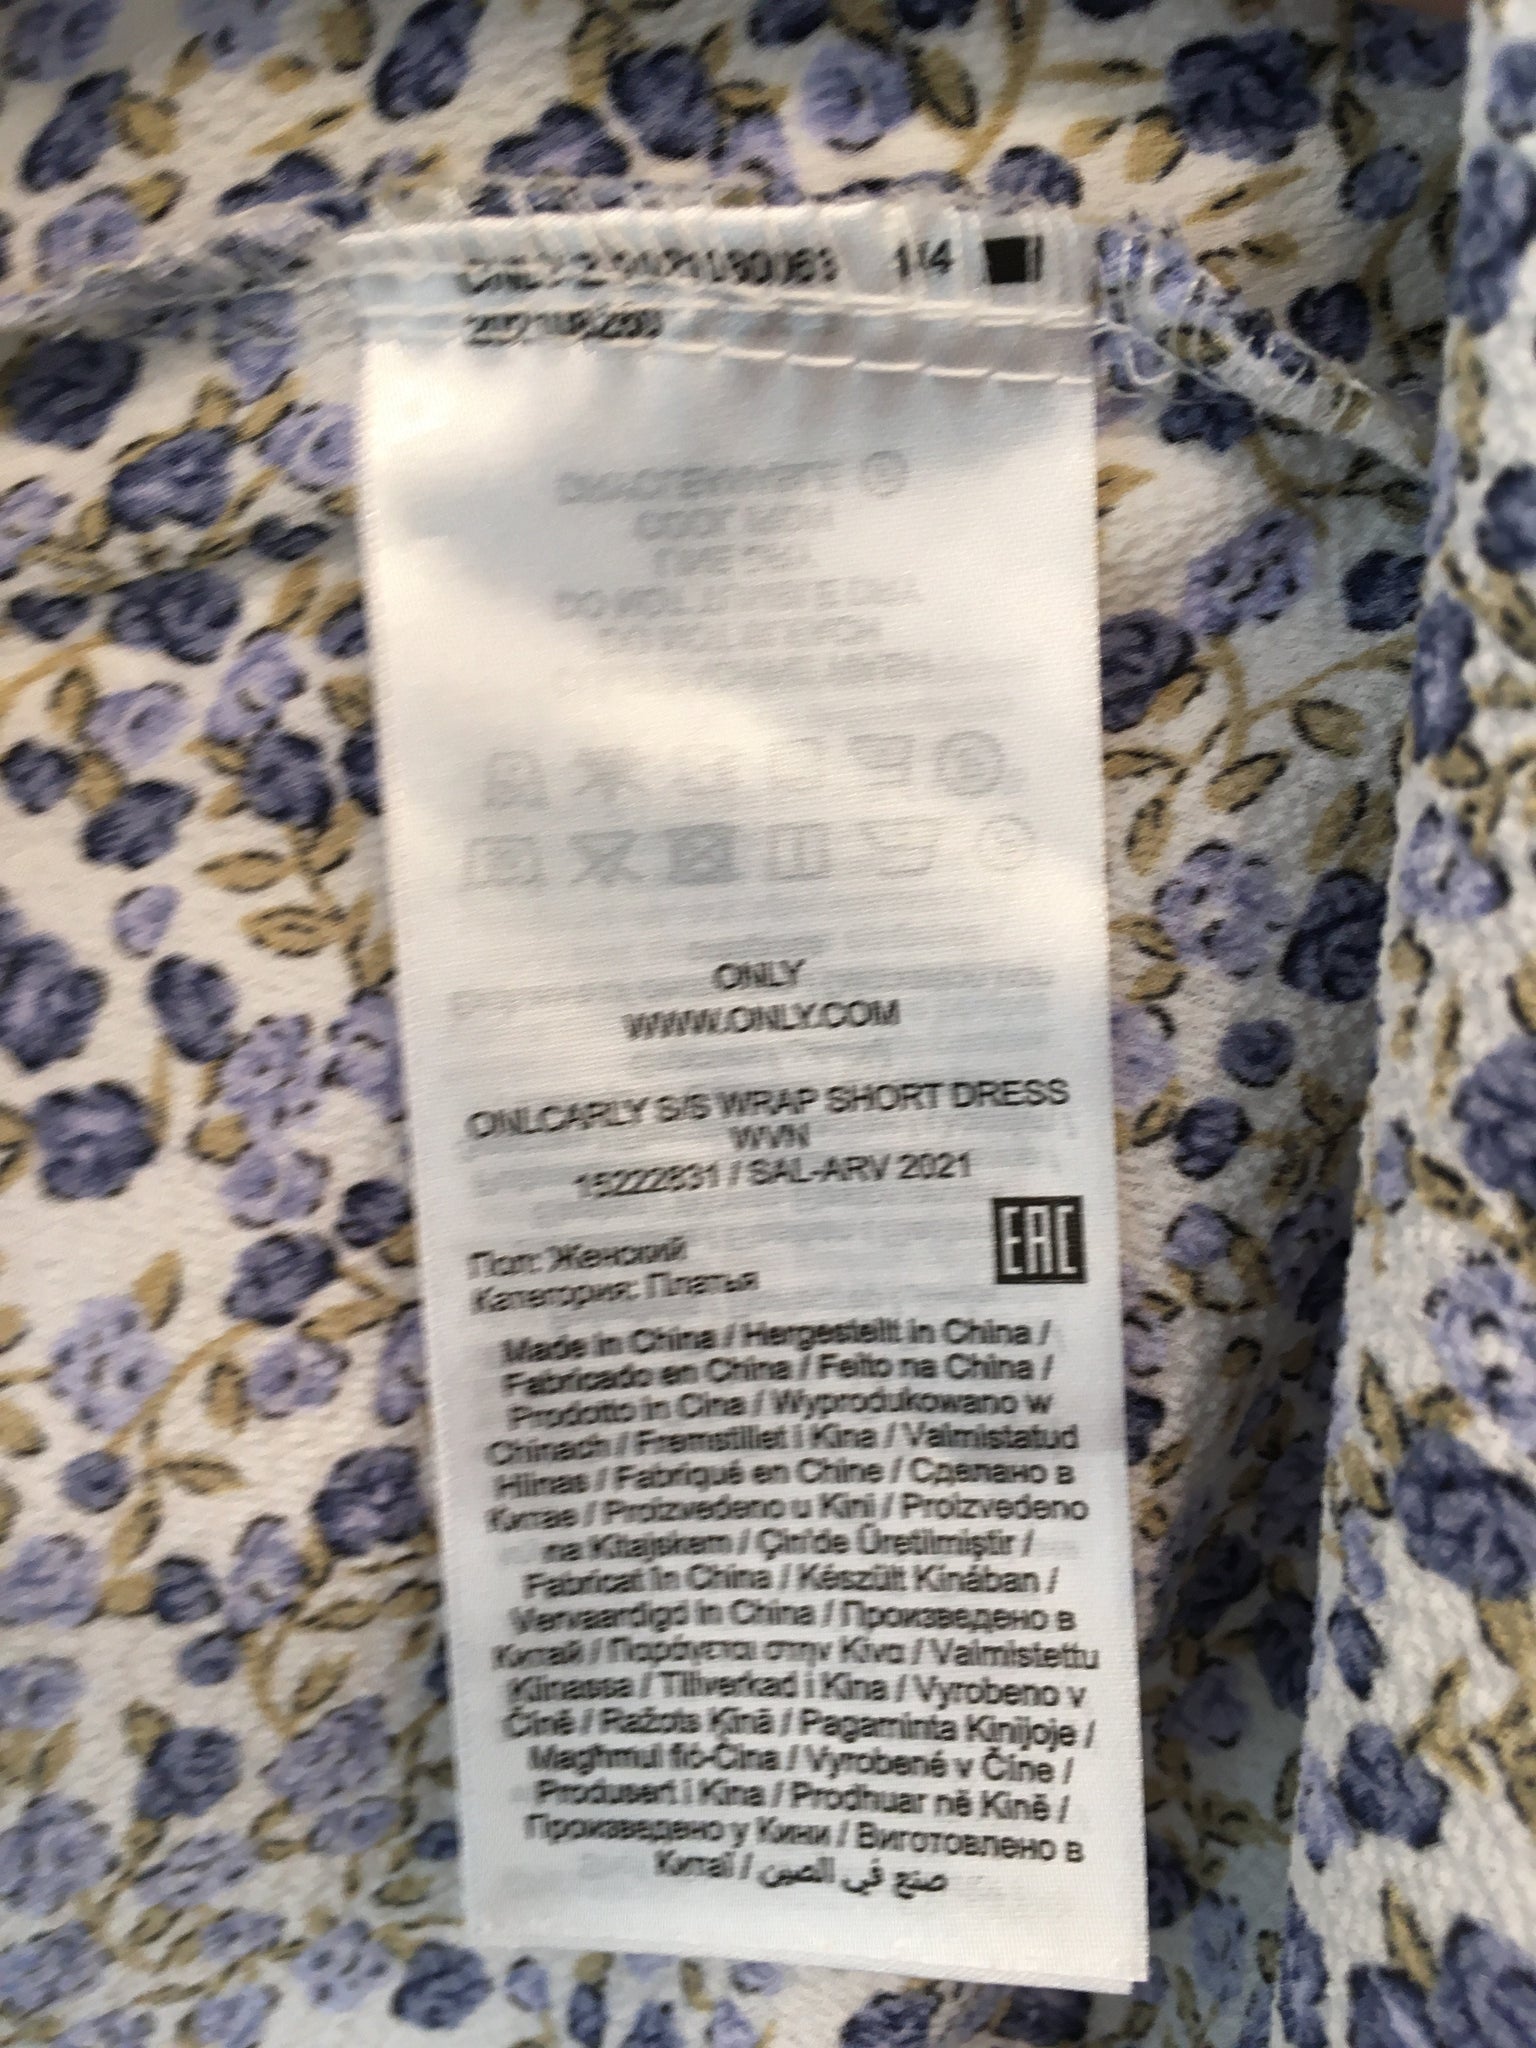 1/4
ONLY
WWW.ONLY.COM
ONLCARLY S/S WRAP SHORT DRESS
WVN
15222831 / SAL-ARV 2021
EAC
Пол: Женский
Категория: Платья
Made in China / Hergestellt in China /
Fabricado en China / Feito na China /
Prodotto in Cina / Wyprodukowano w
Chinach / Fremstillet i Kina / Valmistatud
Hiinas / Fabriqué en Chine / Сделано в
Китае / Proizvedeno u Kini / Proizvedeno
na Kitajskem / Çin'de Üretilmiştir /
Fabricat în China / Készült Kínában /
Vervaardigd in China / Произведено в
Китай / Παράγεται στην Κίνα / Valmistettu
Kiinassa / Tillverkad i Kina / Vyrobeno v
Číně / Ražots Ķīnā / Pagaminta Kinijoje /
Magħmul fiċ-Ċina / Vyrobené v Číne /
Produsert i Kina / Prodhuar në Kinë /
Произведено у Кини / Виготовлено в
Китаї / صنع في الصين